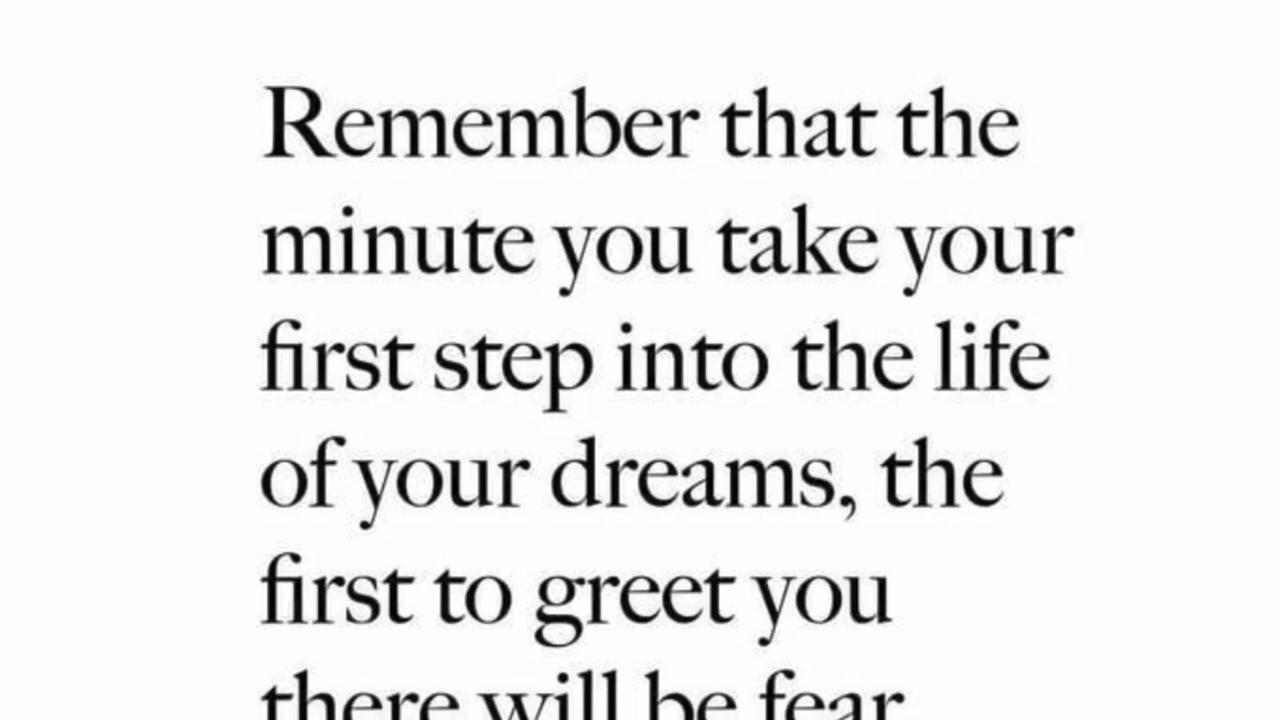 Remember that the
minute you take your
first step into the life
of your dreams, the
first to greet you
there will be fear